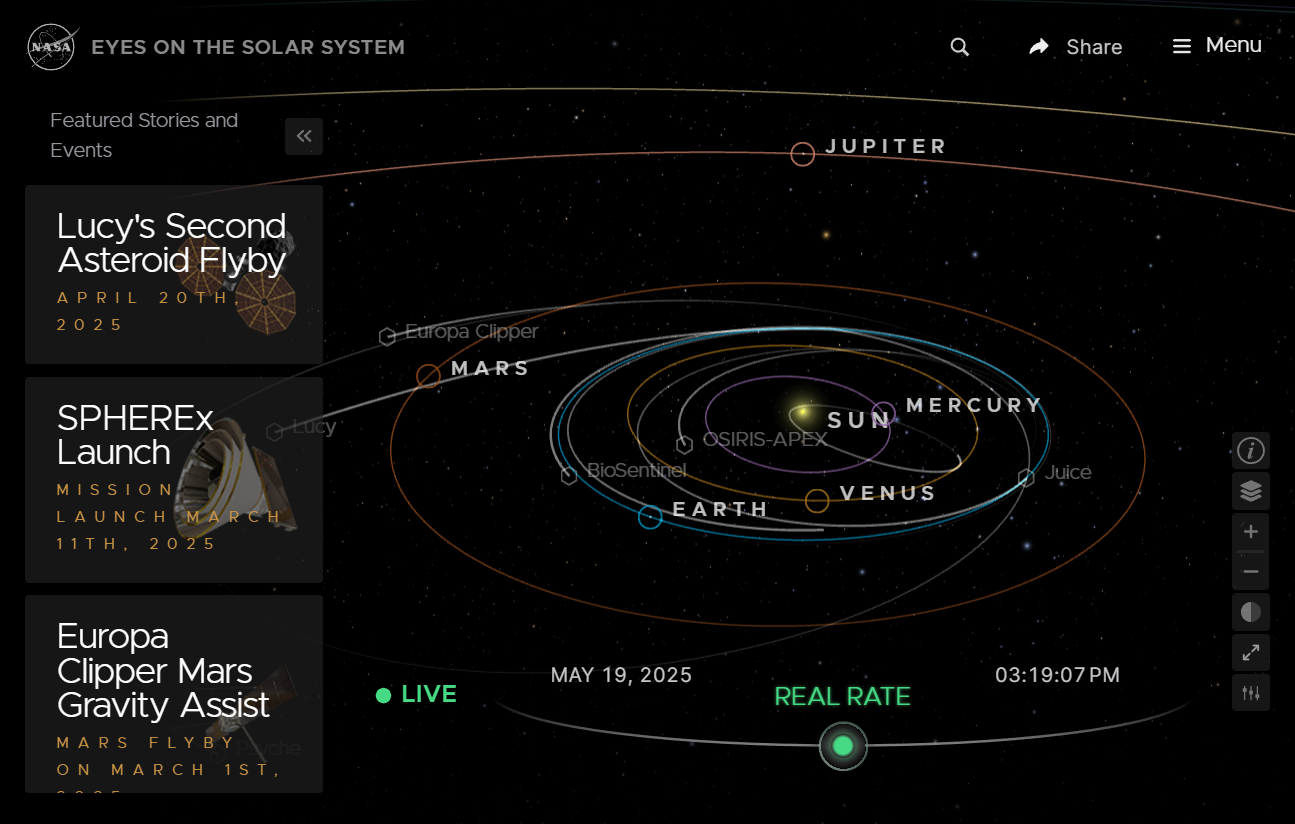 NASA
EYES ON THE SOLAR SYSTEM
Share
Menu
Featured Stories and
Events
Lucy's Second
Asteroid Flyby
APRIL 20TH,
2025
SPHEREx
Launch
MISSION
LAUNCH MARCH
11TH, 2025
Europa
Clipper Mars
Gravity Assist
MARS FLYBY
ON MARCH 1ST,
JUPITER
Europa Clipper
MARS
Lucy
MERCURY
SUN
OSIRIS-APEX
BioSentinel
Juice
VENUS
EARTH
Psyche
MAY 19, 2025
03:19:07 PM
LIVE
REAL RATE